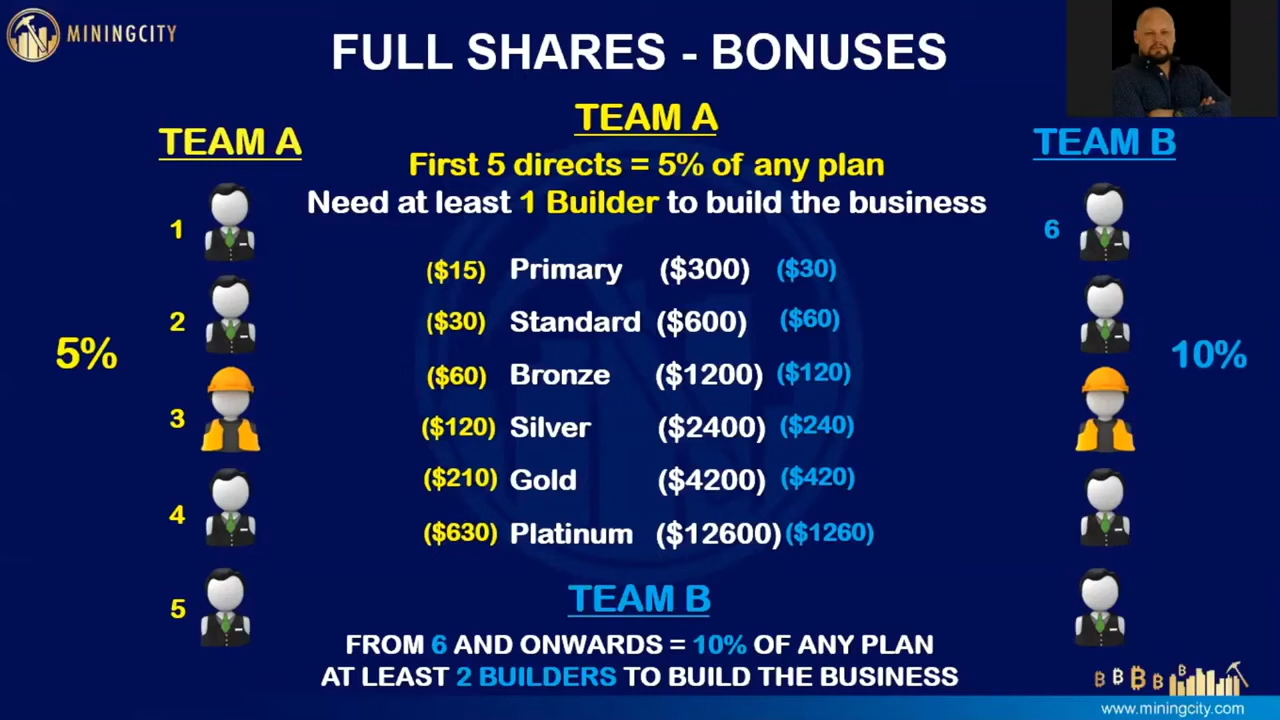 MININGCITY
FULL SHARES - BONUSES
TEAM A
TEAM A
TEAM B
First 5 directs = 5% of any plan
Need at least 1 Builder to build the business
1
6
($15) Primary ($300) ($30)
2
($30) Standard ($600) ($60)
5%
10%
($60) Bronze ($1200) ($120)
3
($120) Silver ($2400) ($240)
($210) Gold ($4200) ($420)
4
($630) Platinum ($12600) ($1260)
5
TEAM B
FROM 6 AND ONWARDS = 10% OF ANY PLAN
AT LEAST 2 BUILDERS TO BUILD THE BUSINESS
www.miningcity.com